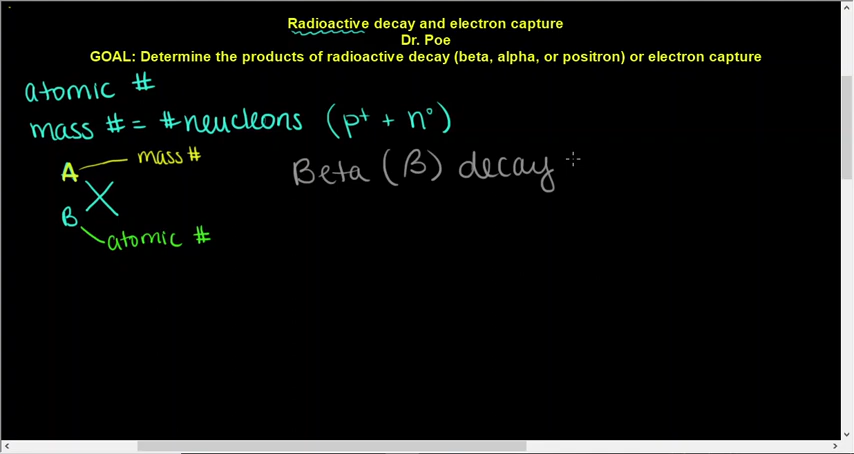 Radioactive decay and electron capture
Dr. Poe
GOAL: Determine the products of radioactive decay (beta, alpha, or positron) or electron capture
atomic #
mass # = # neucleons (p+ + n°)
A mass #
X
B atomic #
Beta (β) decay